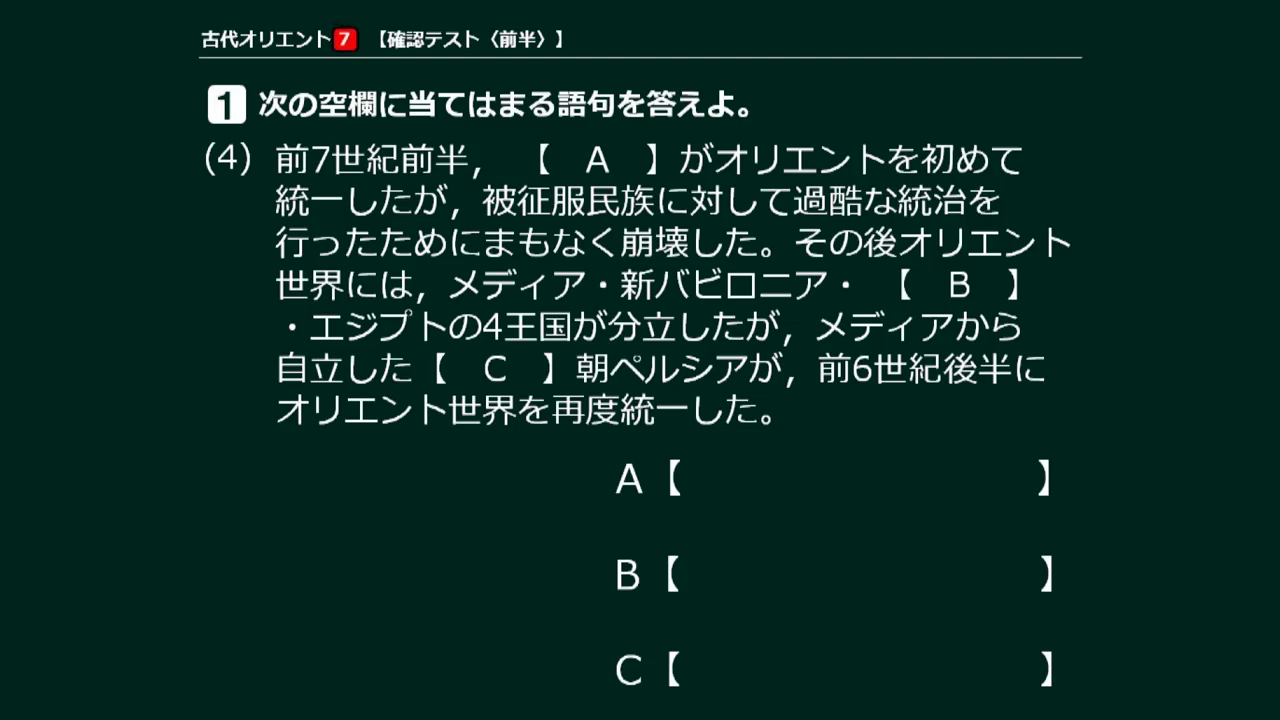 古代オリエント7 【確認テスト〈前半〉】
1 次の空欄に当てはまる語句を答えよ。
(4) 前7世紀前半，【　A　】がオリエントを初めて
統一したが，被征服民族に対して過酷な統治を
行ったためにまもなく崩壊した。その後オリエント
世界には，メディア・新バビロニア・【　B　】
・エジプトの4王国が分立したが，メディアから
自立した【　C　】朝ペルシアが，前6世紀後半に
オリエント世界を再度統一した。
A【　　　　　】
B【　　　　　】
C【　　　　　】